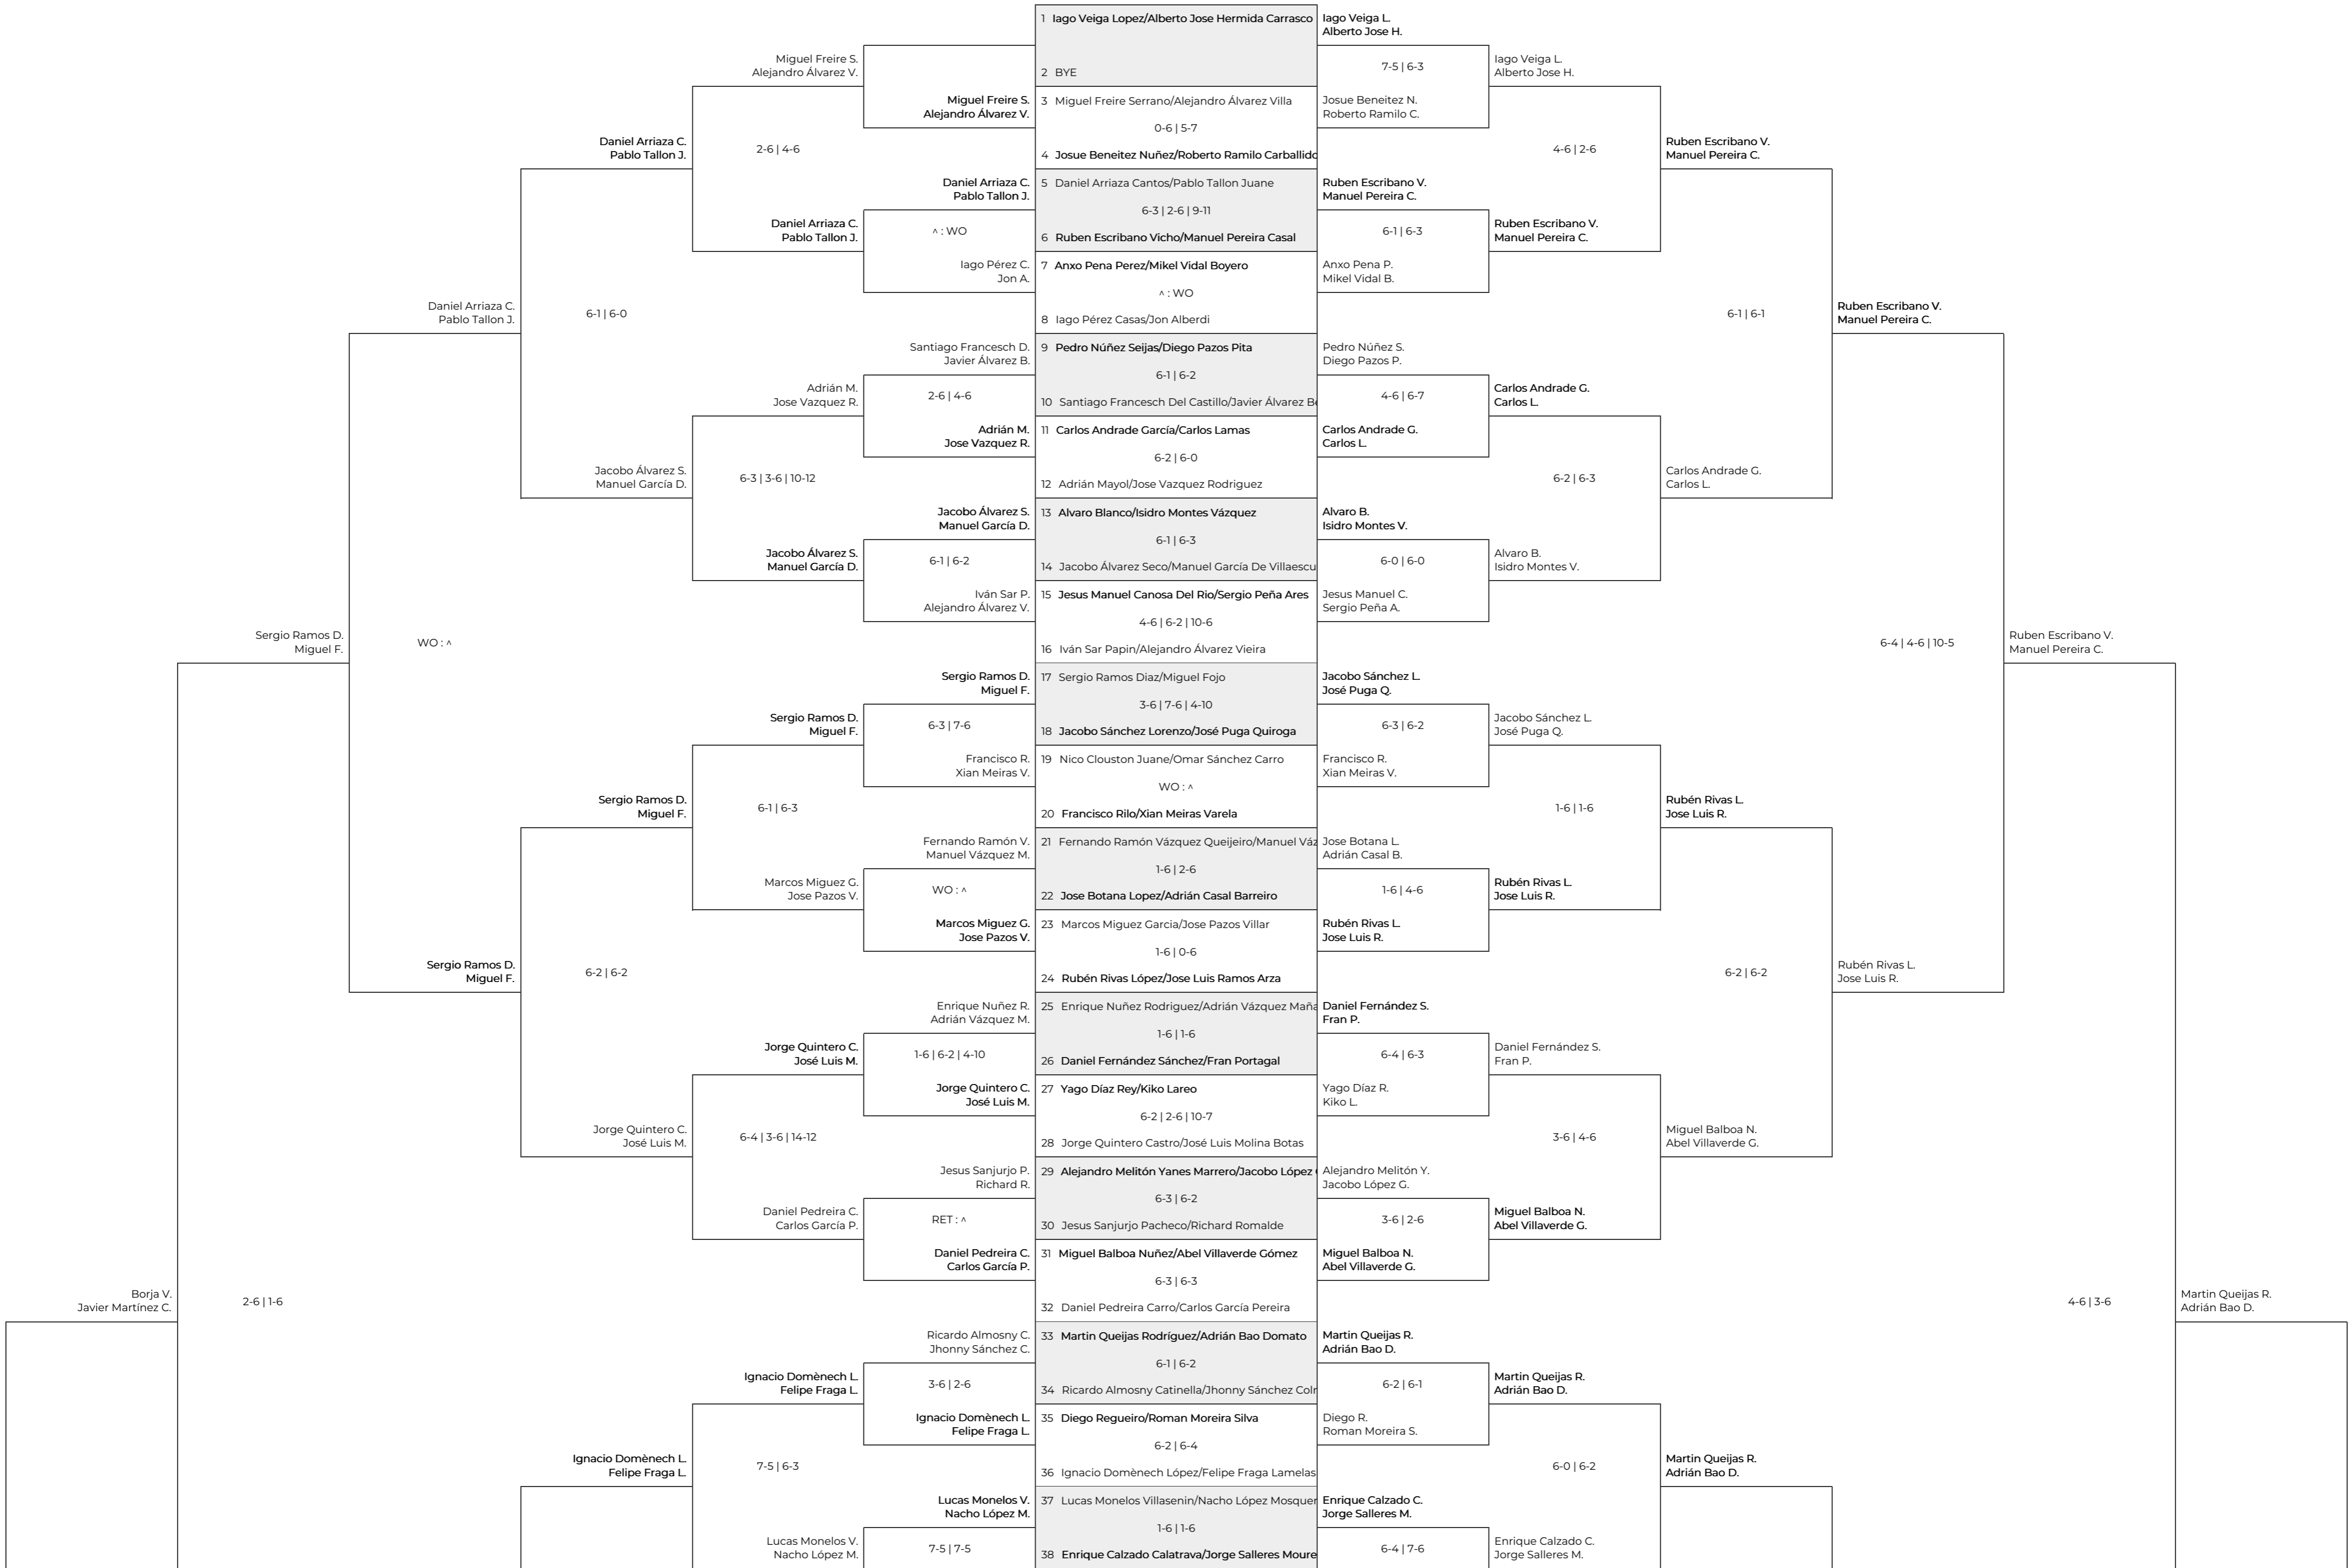 1 Iago Veiga Lopez/Alberto Jose Hermida Carrasco
2 BYE
3 Miguel Freire Serrano/Alejandro Álvarez Villa
0-6 | 5-7
4 Josue Beneitez Nuñez/Roberto Ramilo Carballido
5 Daniel Arriaza Cantos/Pablo Tallon Juane
6-3 | 2-6 | 9-11
6 Ruben Escribano Vicho/Manuel Pereira Casal
7 Anxo Pena Perez/Mikel Vidal Boyero
^ : WO
8 Iago Pérez Casas/Jon Alberdi
9 Pedro Núñez Seijas/Diego Pazos Pita
6-1 | 6-2
10 Santiago Francesch Del Castillo/Javier Álvarez
11 Carlos Andrade García/Carlos Lamas
6-2 | 6-0
12 Adrián Mayol/Jose Vazquez Rodriguez
13 Alvaro Blanco/Isidro Montes Vázquez
6-1 | 6-3
14 Jacobo Álvarez Seco/Manuel García De Villaescu
15 Jesus Manuel Canosa Del Rio/Sergio Peña Ares
4-6 | 6-2 | 10-6
16 Iván Sar Papin/Alejandro Álvarez Vieira
17 Sergio Ramos Diaz/Miguel Fojo
3-6 | 7-6 | 4-10
18 Jacobo Sánchez Lorenzo/José Puga Quiroga
19 Nico Clouston Juane/Omar Sánchez Carro
WO : ^
20 Francisco Rilo/Xian Meiras Varela
21 Fernando Ramón Vázquez Queijeiro/Manuel Váz
1-6 | 2-6
22 Jose Botana Lopez/Adrián Casal Barreiro
23 Marcos Miguez Garcia/Jose Pazos Villar
1-6 | 0-6
24 Rubén Rivas López/Jose Luis Ramos Arza
25 Enrique Nuñez Rodriguez/Adrián Vázquez Maña
1-6 | 1-6
26 Daniel Fernández Sánchez/Fran Portagal
27 Yago Díaz Rey/Kiko Lareo
6-2 | 2-6 | 10-7
28 Jorge Quintero Castro/José Luis Molina Botas
29 Alejandro Melitón Yanes Marrero/Jacobo López
6-3 | 6-2
30 Jesus Sanjurjo Pacheco/Richard Romalde
31 Miguel Balboa Nuñez/Abel Villaverde Gómez
6-3 | 6-3
32 Daniel Pedreira Carro/Carlos García Pereira
33 Martin Queijas Rodríguez/Adrián Bao Domato
6-1 | 6-2
34 Ricardo Almosny Catinella/Jhonny Sánchez Colr
35 Diego Regueiro/Roman Moreira Silva
6-2 | 6-4
36 Ignacio Domènech López/Felipe Fraga Lamelas
37 Lucas Monelos Villasenin/Nacho López Mosquer
1-6 | 1-6
38 Enrique Calzado Calatrava/Jorge Salleres Moure
Iago Veiga L.
Alberto Jose H.
7-5 | 6-3
Josue Beneitez N.
Roberto Ramilo C.
Ruben Escribano V.
Manuel Pereira C.
6-1 | 6-3
Anxo Pena P.
Mikel Vidal B.
Pedro Núñez S.
Diego Pazos P.
4-6 | 6-7
Carlos Andrade G.
Carlos L.
Alvaro B.
Isidro Montes V.
6-0 | 6-0
Jesus Manuel C.
Sergio Peña A.
Jacobo Sánchez L.
José Puga Q.
6-3 | 6-2
Francisco R.
Xian Meiras V.
Jose Botana L.
Adrián Casal B.
1-6 | 4-6
Rubén Rivas L.
Jose Luis R.
Daniel Fernández S.
Fran P.
6-4 | 6-3
Yago Díaz R.
Kiko L.
Alejandro Melitón Y.
Jacobo López G.
3-6 | 2-6
Miguel Balboa N.
Abel Villaverde G.
Martin Queijas R.
Adrián Bao D.
6-2 | 6-1
Diego R.
Roman Moreira S.
Enrique Calzado C.
Jorge Salleres M.
6-4 | 7-6
Iago Veiga L.
Alberto Jose H.
4-6 | 2-6
Ruben Escribano V.
Manuel Pereira C.
Carlos Andrade G.
Carlos L.
6-2 | 6-3
Alvaro B.
Isidro Montes V.
Jacobo Sánchez L.
José Puga Q.
1-6 | 1-6
Rubén Rivas L.
Jose Luis R.
Daniel Fernández S.
Fran P.
3-6 | 4-6
Miguel Balboa N.
Abel Villaverde G.
Martin Queijas R.
Adrián Bao D.
6-0 | 6-2
Enrique Calzado C.
Jorge Salleres M.
Ruben Escribano V.
Manuel Pereira C.
6-1 | 6-1
Carlos Andrade G.
Carlos L.
Rubén Rivas L.
Jose Luis R.
6-2 | 6-2
Miguel Balboa N.
Abel Villaverde G.
Martin Queijas R.
Adrián Bao D.
Ruben Escribano V.
Manuel Pereira C.
6-4 | 4-6 | 10-5
Rubén Rivas L.
Jose Luis R.
Ruben Escribano V.
Manuel Pereira C.
4-6 | 3-6
Martin Queijas R.
Adrián Bao D.
Miguel Freire S.
Alejandro Álvarez V.
Daniel Arriaza C.
Pablo Tallon J.
^ : WO
Iago Pérez C.
Jon A.
Santiago Francesch D.
Javier Álvarez B.
2-6 | 4-6
Adrián M.
Jose Vazquez R.
Jacobo Álvarez S.
Manuel García D.
6-1 | 6-2
Iván Sar P.
Alejandro Álvarez V.
Sergio Ramos D.
Miguel F.
6-3 | 7-6
Francisco R.
Xian Meiras V.
Fernando Ramón V.
Manuel Vázquez M.
WO : ^
Marcos Miguez G.
Jose Pazos V.
Enrique Nuñez R.
Adrián Vázquez M.
1-6 | 6-2 | 4-10
Jorge Quintero C.
José Luis M.
Jesus Sanjurjo P.
Richard R.
RET : ^
Daniel Pedreira C.
Carlos García P.
Ricardo Almosny C.
Jhonny Sánchez C.
3-6 | 2-6
Ignacio Domènech L.
Felipe Fraga L.
Lucas Monelos V.
Nacho López M.
7-5 | 7-5
Miguel Freire S.
Alejandro Álvarez V.
2-6 | 4-6
Daniel Arriaza C.
Pablo Tallon J.
Adrián M.
Jose Vazquez R.
6-3 | 3-6 | 10-12
Jacobo Álvarez S.
Manuel García D.
Sergio Ramos D.
Miguel F.
6-1 | 6-3
Marcos Miguez G.
Jose Pazos V.
Jorge Quintero C.
José Luis M.
6-4 | 3-6 | 14-12
Daniel Pedreira C.
Carlos García P.
Ignacio Domènech L.
Felipe Fraga L.
7-5 | 6-3
Lucas Monelos V.
Nacho López M.
Daniel Arriaza C.
Pablo Tallon J.
6-1 | 6-0
Jacobo Álvarez S.
Manuel García D.
Sergio Ramos D.
Miguel F.
6-2 | 6-2
Jorge Quintero C.
José Luis M.
Ignacio Domènech L.
Felipe Fraga L.
Daniel Arriaza C.
Pablo Tallon J.
WO : ^
Sergio Ramos D.
Miguel F.
Sergio Ramos D.
Miguel F.
2-6 | 1-6
Borja V.
Javier Martínez C.